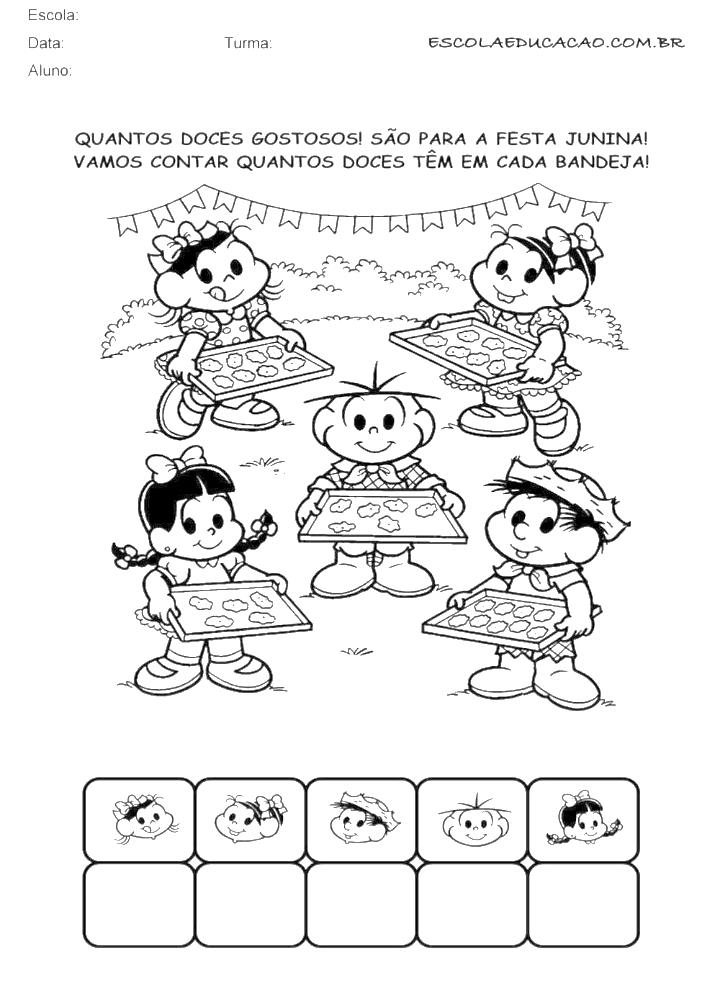 Escola:
Data: Turma: ESCOLAEDUCACAO.COM.BR
Aluno:
QUANTOS DOCES GOSTOSOS! SÃO PARA A FESTA JUNINA!
VAMOS CONTAR QUANTOS DOCES TÊM EM CADA BANDEJA!